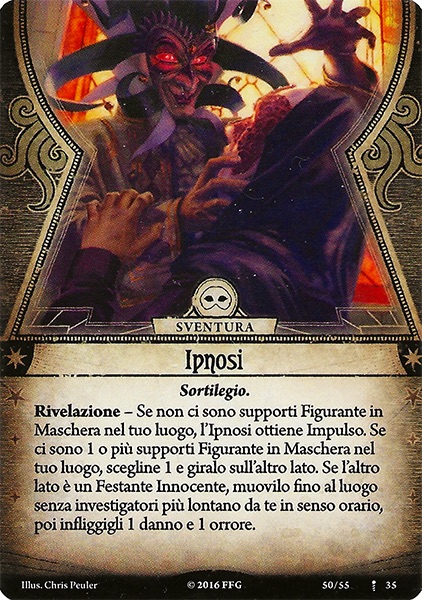 SVENTURA
Ipnosi
Sortilegio.
Rivelazione – Se non ci sono supporti Figurante in
Maschera nel tuo luogo, l'Ipnosi ottiene Impulso. Se
ci sono 1 o più supporti Figurante in Maschera nel
tuo luogo, scegline 1 e giralo sull'altro lato. Se l'altro
lato è un Festante Innocente, muovilo fino al luogo
senza investigatori più lontano da te in senso orario,
poi infliggigli 1 danno e 1 orrore.
Illus. Chris Peuler © 2016 FFG 50/55 35